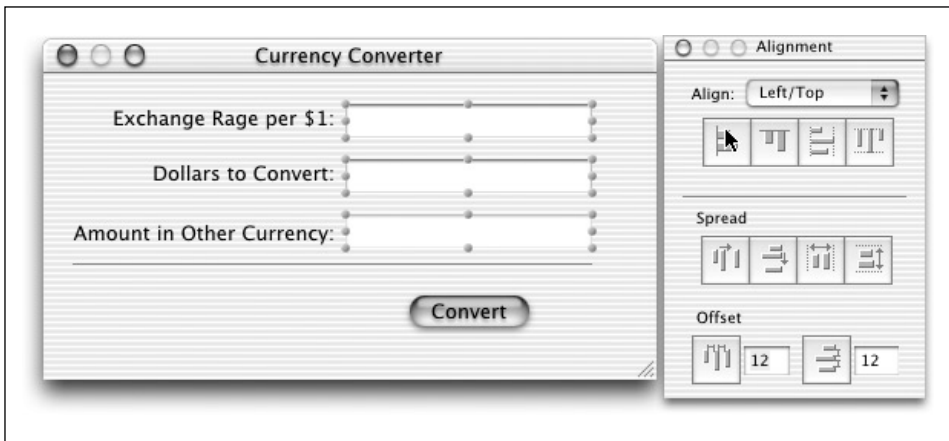 Currency Converter
Exchange Rage per $1:
Dollars to Convert:
Amount in Other Currency:
Convert
Alignment
Align: Left/Top
Spread
Offset
12 12